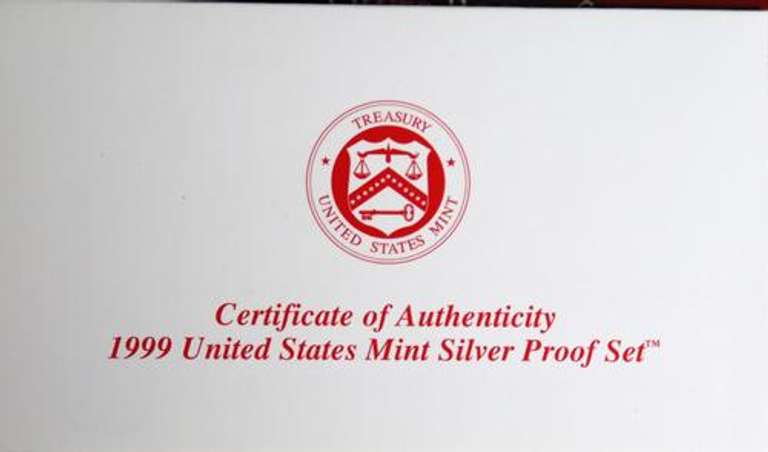 TREASURY
UNITED STATES MINT
Certificate of Authenticity
1999 United States Mint Silver Proof Set™